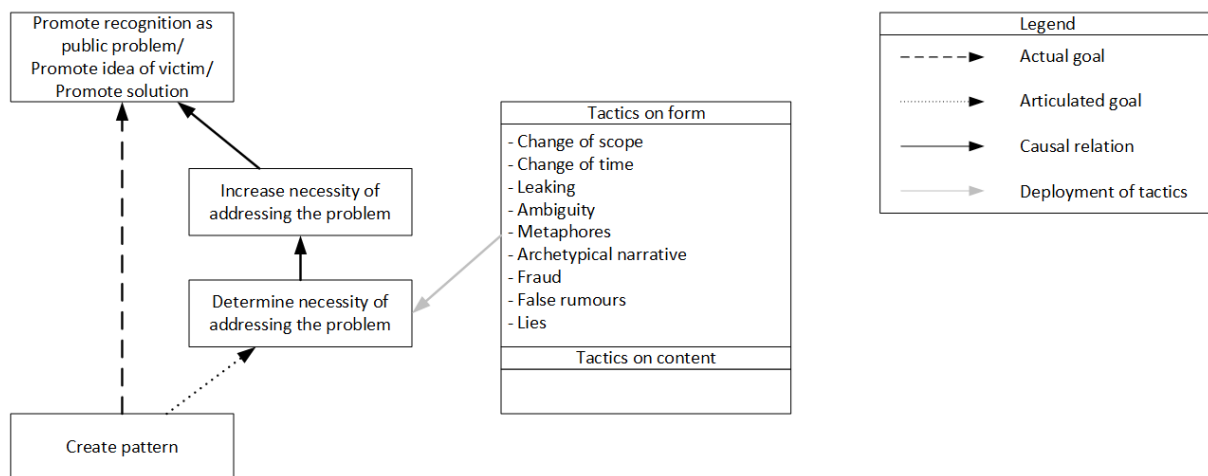 Promote recognition as
public problem/
Promote idea of victim/
Promote solution
Increase necessity of
addressing the problem
Determine necessity of
addressing the problem
Create pattern
Tactics on form
- Change of scope
- Change of time
- Leaking
- Ambiguity
- Metaphores
- Archetypical narrative
- Fraud
- False rumours
- Lies
Tactics on content
Legend
Actual goal
Articulated goal
Causal relation
Deployment of tactics